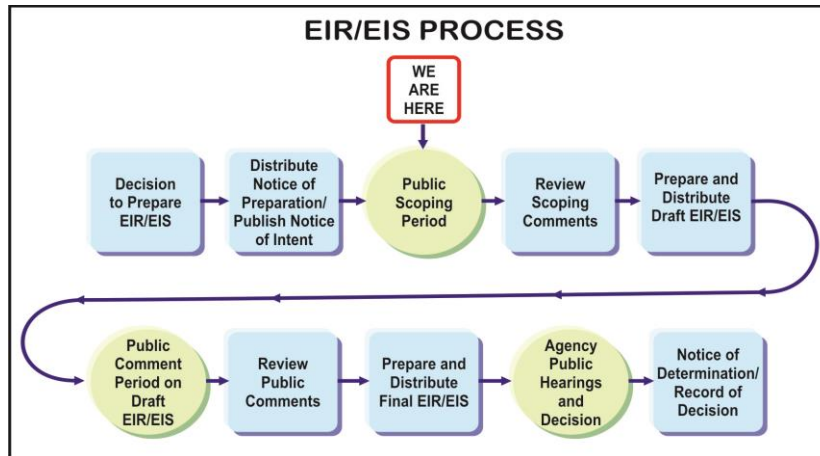 EIR/EIS PROCESS
WE
ARE
HERE
Decision
to Prepare
EIR/EIS
Distribute
Notice of
Preparation/
Publish Notice
of Intent
Public
Scoping
Period
Review
Scoping
Comments
Prepare and
Distribute
Draft EIR/EIS
Public
Comment
Period on
Draft
EIR/EIS
Review
Public
Comments
Prepare and
Distribute
Final EIR/EIS
Agency
Public
Hearings
and
Decision
Notice of
Determination/
Record of
Decision